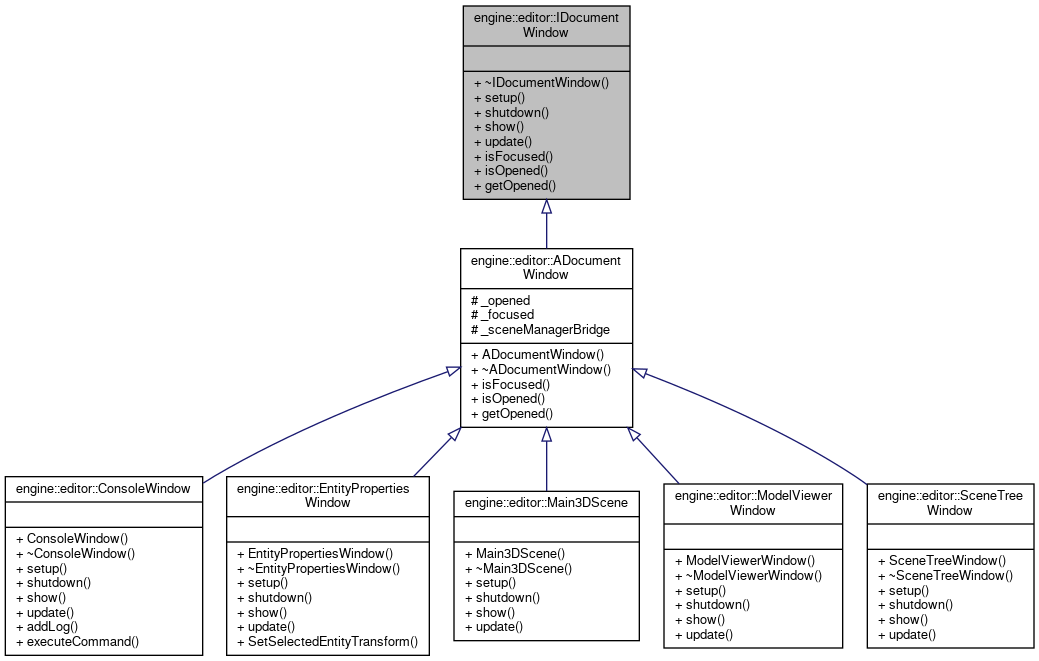 engine::editor::IDocument
Window
+ ~IDocumentWindow()
+ setup()
+ shutdown()
+ show()
+ update()
+ isFocused()
+ isOpened()
+ getOpened()
engine::editor::ADocument
Window
# _opened
# _focused
# _sceneManagerBridge
+ ADocumentWindow()
+ ~ADocumentWindow()
+ isFocused()
+ isOpened()
+ getOpened()
engine::editor::ConsoleWindow
+ ConsoleWindow()
+ ~ConsoleWindow()
+ setup()
+ shutdown()
+ show()
+ update()
+ addLog()
+ executeCommand()
engine::editor::EntityProperties
Window
+ EntityPropertiesWindow()
+ ~EntityPropertiesWindow()
+ setup()
+ shutdown()
+ show()
+ update()
+ SetSelectedEntityTransform()
engine::editor::Main3DScene
+ Main3DScene()
+ ~Main3DScene()
+ setup()
+ shutdown()
+ show()
+ update()
engine::editor::ModelViewer
Window
+ ModelViewerWindow()
+ ~ModelViewerWindow()
+ setup()
+ shutdown()
+ show()
+ update()
engine::editor::SceneTree
Window
+ SceneTreeWindow()
+ ~SceneTreeWindow()
+ setup()
+ shutdown()
+ show()
+ update()